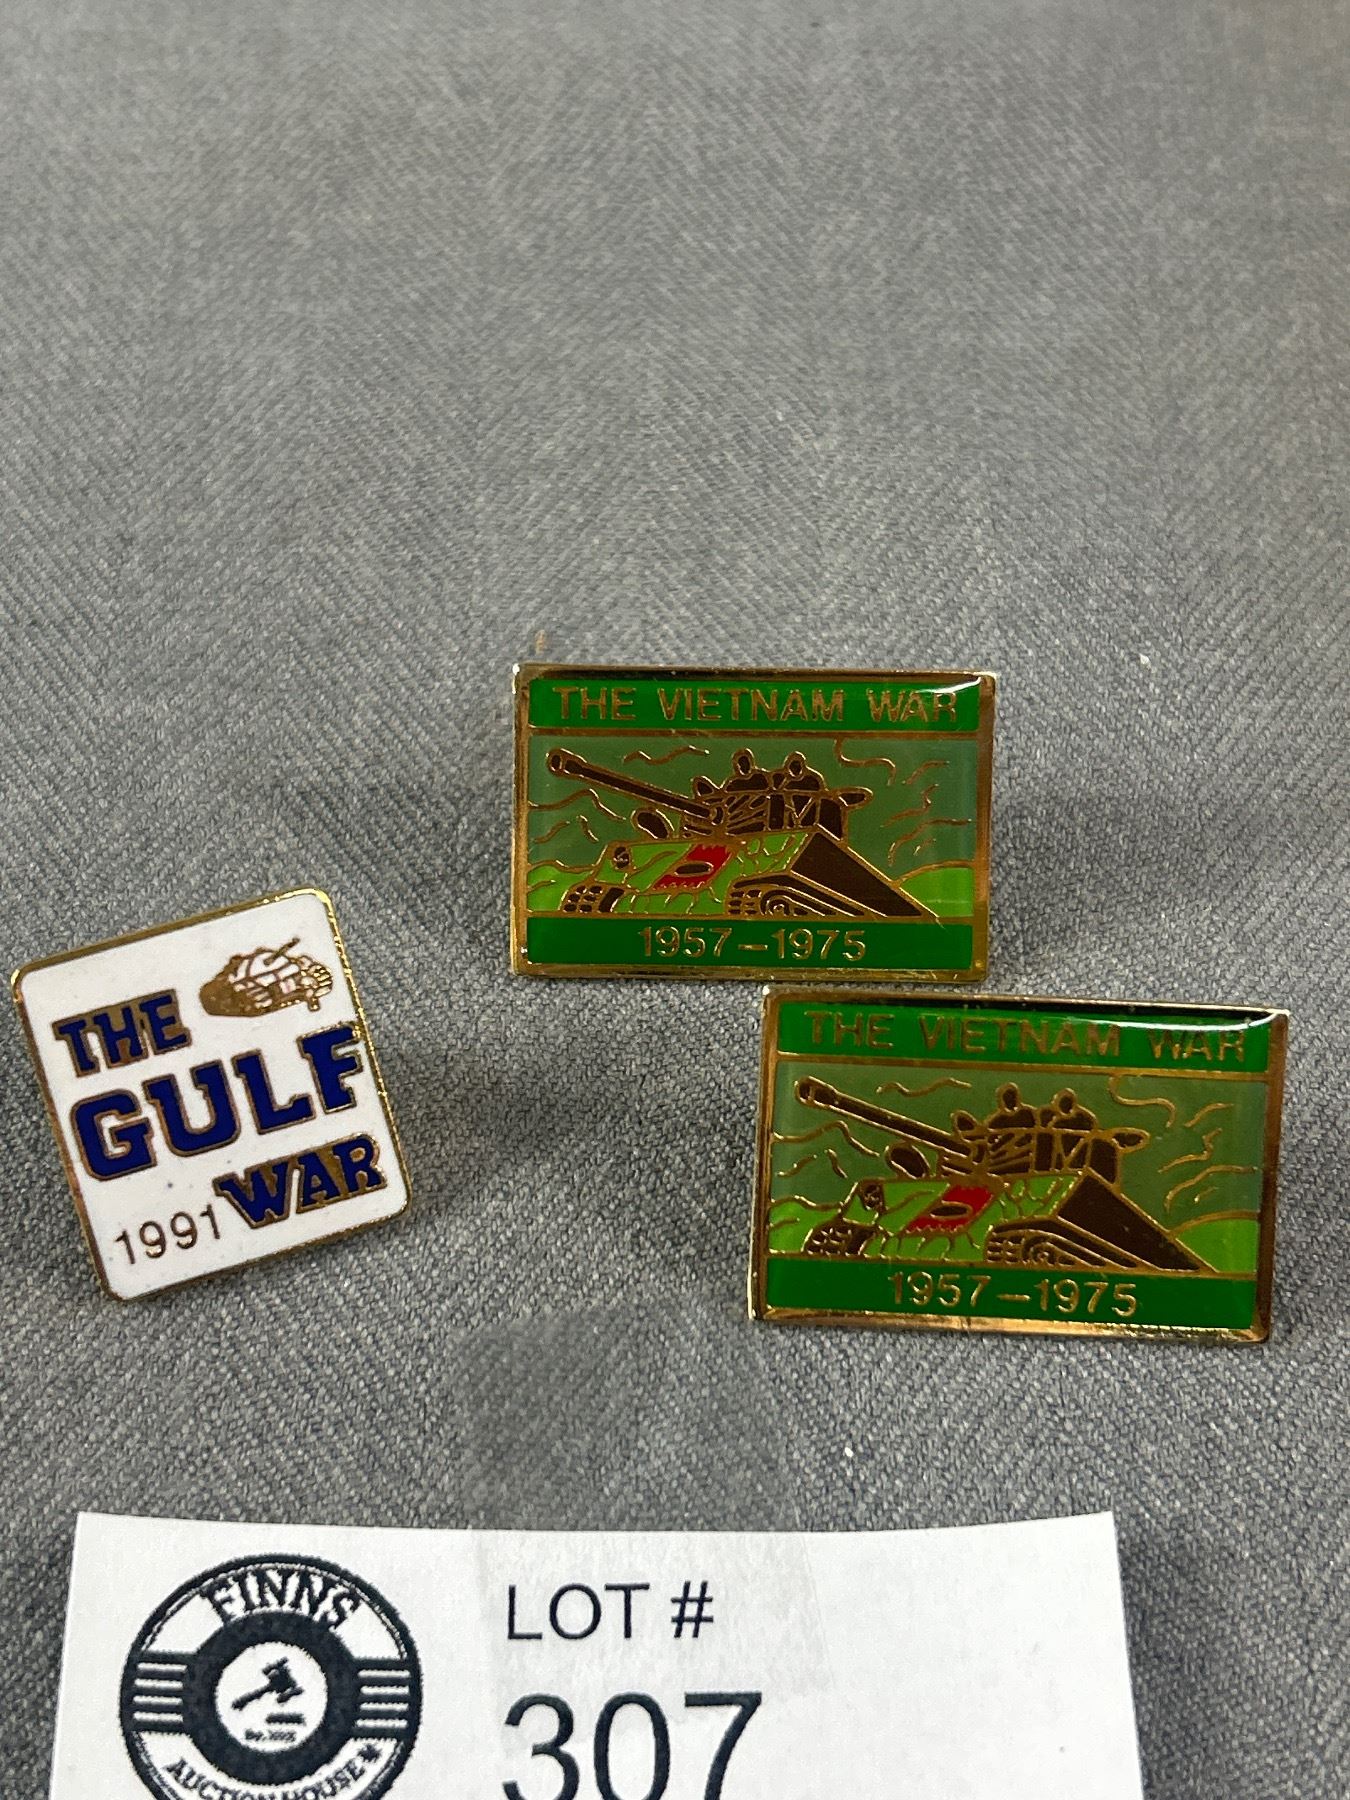 THE VIETNAM WAR
1957-1975
THE
GULF
WAR
1991
THE VIETNAM WAR
1957-1975
FINNS
AUCTION HOUSE
LOT #
307